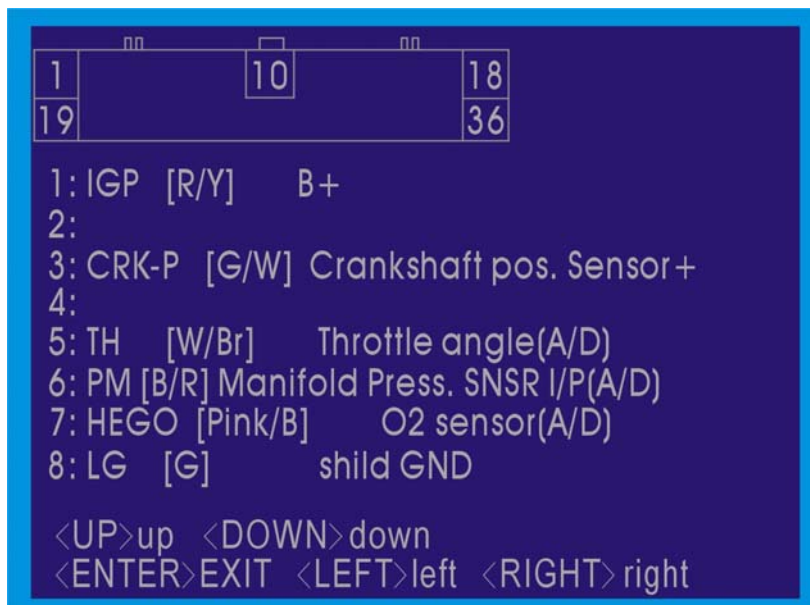 1 10 18
19 36
1: IGP [R/Y] B+
2:
3: CRK-P [G/W] Crankshaft pos. Sensor+
4:
5: TH [W/Br] Throttle angle(A/D)
6: PM [B/R] Manifold Press. SNSR I/P(A/D)
7: HEGO [Pink/B] O2 sensor(A/D)
8: LG [G] shild GND
<UP>up <DOWN>down
<ENTER>EXIT <LEFT>left <RIGHT>right